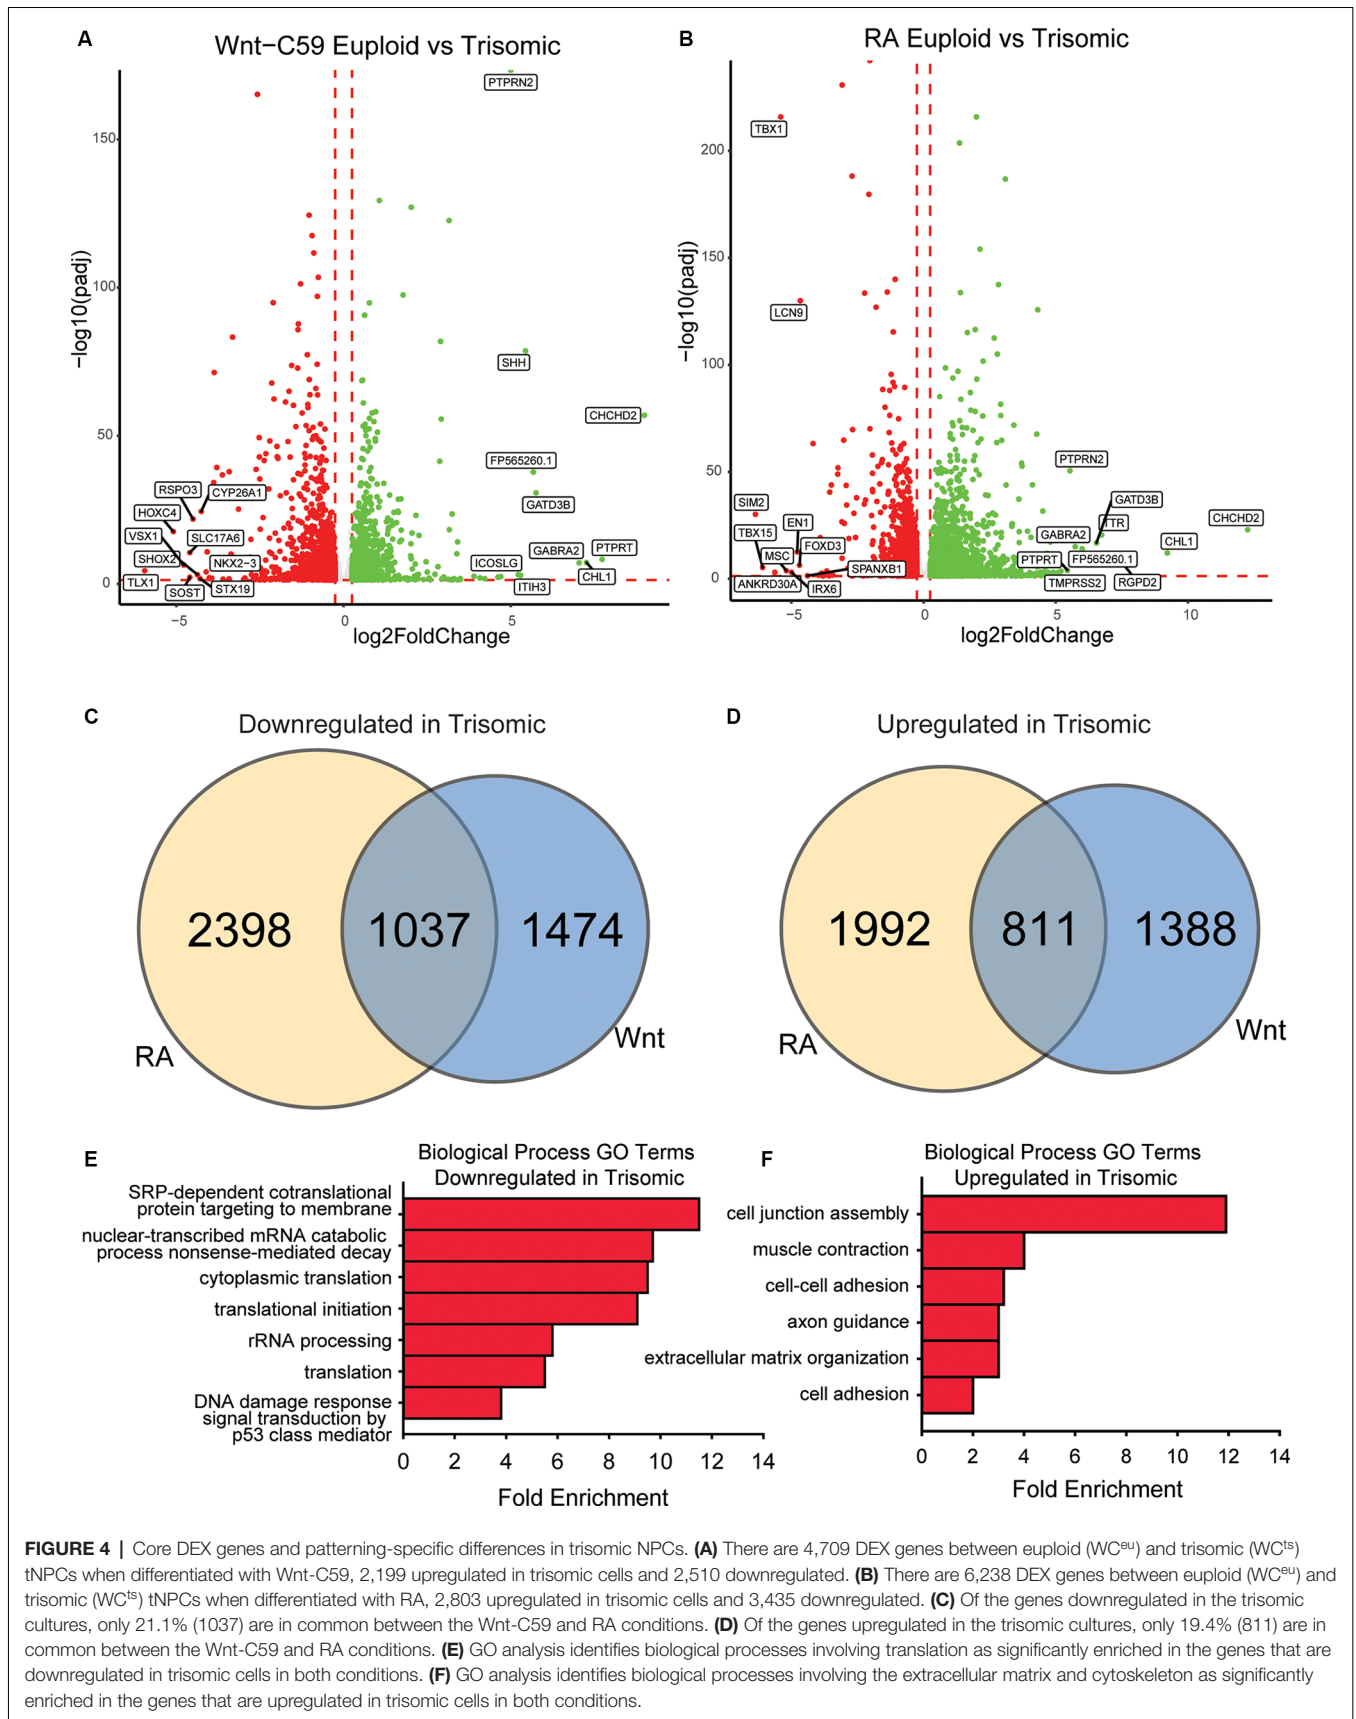 A
Wnt−C59 Euploid vs Trisomic
−log10(padj)
150
100
50
0
PTPRN2
SHH
CHCHD2
FP565260.1
GATD3B
RSPO3
CYP26A1
HOXC4
VSX1
SLC17A6
SHOX2
NKX2−3
TLX1
SOST
STX19
GABRA2
PTPRT
ICOSLG
CHL1
ITIH3
−5
0
5
log2FoldChange
B
RA Euploid vs Trisomic
−log10(padj)
200
150
100
50
0
TBX1
LCN9
PTPRN2
SIM2
GATD3B
TBX15
EN1
TTR
CHCHD2
MSC
FOXD3
GABRA2
CHL1
SPANXB1
PTPRT
FP565260.1
ANKRD30A
IRX6
TMPRSS2
RGPD2
−5
0
5
10
log2FoldChange
C
Downregulated in Trisomic
2398
1037
1474
RA
Wnt
D
Upregulated in Trisomic
1992
811
1388
RA
Wnt
E
Biological Process GO Terms
Downregulated in Trisomic
SRP-dependent cotranslational
protein targeting to membrane
nuclear-transcribed mRNA catabolic
process nonsense-mediated decay
cytoplasmic translation
translational initiation
rRNA processing
translation
DNA damage response
signal transduction by
p53 class mediator
0 2 4 6 8 10 12 14
Fold Enrichment
F
Biological Process GO Terms
Upregulated in Trisomic
cell junction assembly
muscle contraction
cell-cell adhesion
axon guidance
extracellular matrix organization
cell adhesion
0 2 4 6 8 10 12 14
Fold Enrichment
FIGURE 4 | Core DEX genes and patterning-specific differences in trisomic NPCs. (A) There are 4,709 DEX genes between euploid (WCeu) and trisomic (WCts)
tNPCs when differentiated with Wnt-C59, 2,199 upregulated in trisomic cells and 2,510 downregulated. (B) There are 6,238 DEX genes between euploid (WCeu) and
trisomic (WCts) tNPCs when differentiated with RA, 2,803 upregulated in trisomic cells and 3,435 downregulated. (C) Of the genes downregulated in the trisomic
cultures, only 21.1% (1037) are in common between the Wnt-C59 and RA conditions. (D) Of the genes upregulated in the trisomic cultures, only 19.4% (811) are in
common between the Wnt-C59 and RA conditions. (E) GO analysis identifies biological processes involving translation as significantly enriched in the genes that are
downregulated in trisomic cells in both conditions. (F) GO analysis identifies biological processes involving the extracellular matrix and cytoskeleton as significantly
enriched in the genes that are upregulated in trisomic cells in both conditions.